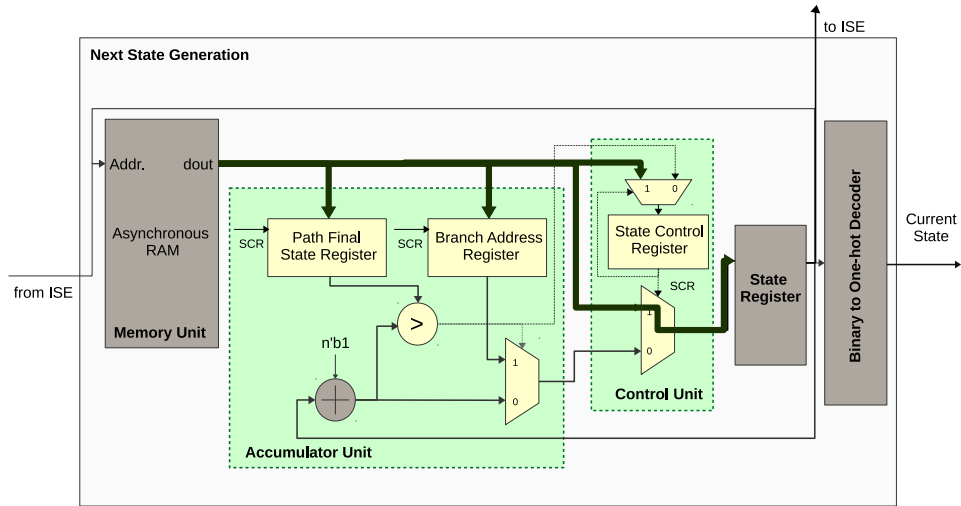 to ISE
Next State Generation
Addr.
dout
Asynchronous
RAM
Memory Unit
from ISE
SCR
Path Final
State Register
SCR
Branch Address
Register
>
n'b1
1
0
Accumulator Unit
1
0
State Control
Register
SCR
1
0
Control Unit
State
Register
Binary to One-hot Decoder
Current
State